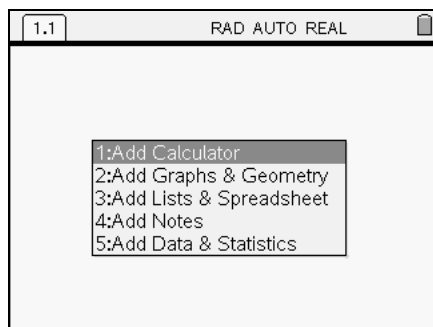 1.1 RAD AUTO REAL
1:Add Calculator
2:Add Graphs & Geometry
3:Add Lists & Spreadsheet
4:Add Notes
5:Add Data & Statistics